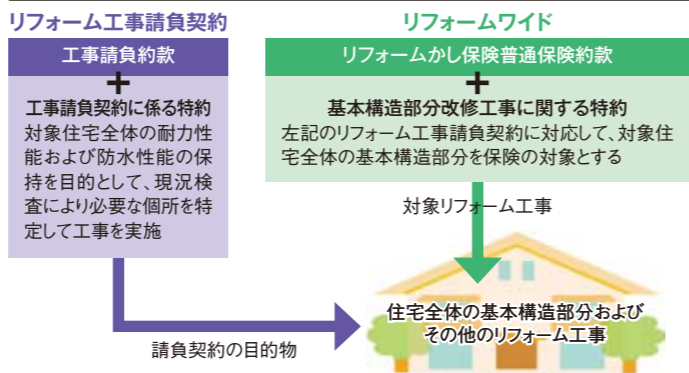 リフォーム工事請負契約
工事請負約款
+
工事請負契約に係る特約
対象住宅全体の耐力性
能および防水性能の保
持を目的として、現況検
査により必要な個所を特
定して工事を実施
リフォームワイド
リフォームかし保険普通保険約款
+
基本構造部分改修工事に関する特約
左記のリフォーム工事請負契約に対応して、対象住
宅全体の基本構造部分を保険の対象とする
対象リフォーム工事
住宅全体の基本構造部分および
その他のリフォーム工事
請負契約の目的物